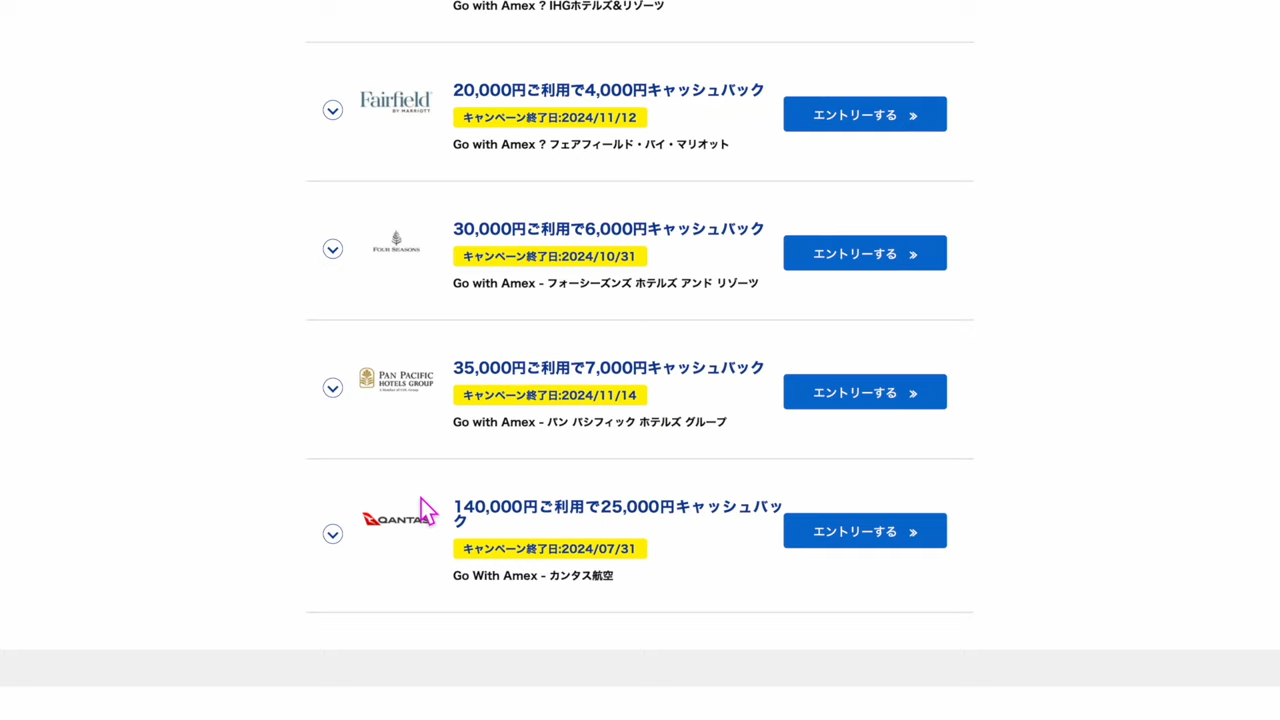 Go with Amex ? IHGホテルズ&リゾーツ
Fairfield
BY MARRIOTT
20,000円ご利用で4,000円キャッシュバック
キャンペーン終了日:2024/11/12
Go with Amex ? フェアフィールド・バイ・マリオット
エントリーする
FOUR SEASONS
30,000円ご利用で6,000円キャッシュバック
キャンペーン終了日:2024/10/31
Go with Amex - フォーシーズンズ ホテルズ アンド リゾーツ
エントリーする
PAN PACIFIC
HOTELS GROUP
35,000円ご利用で7,000円キャッシュバック
キャンペーン終了日:2024/11/14
Go with Amex - パン パシフィック ホテルズ グループ
エントリーする
QANTAS
140,000円ご利用で25,000円キャッシュバッ
ク
キャンペーン終了日:2024/07/31
Go With Amex - カンタス航空
エントリーする